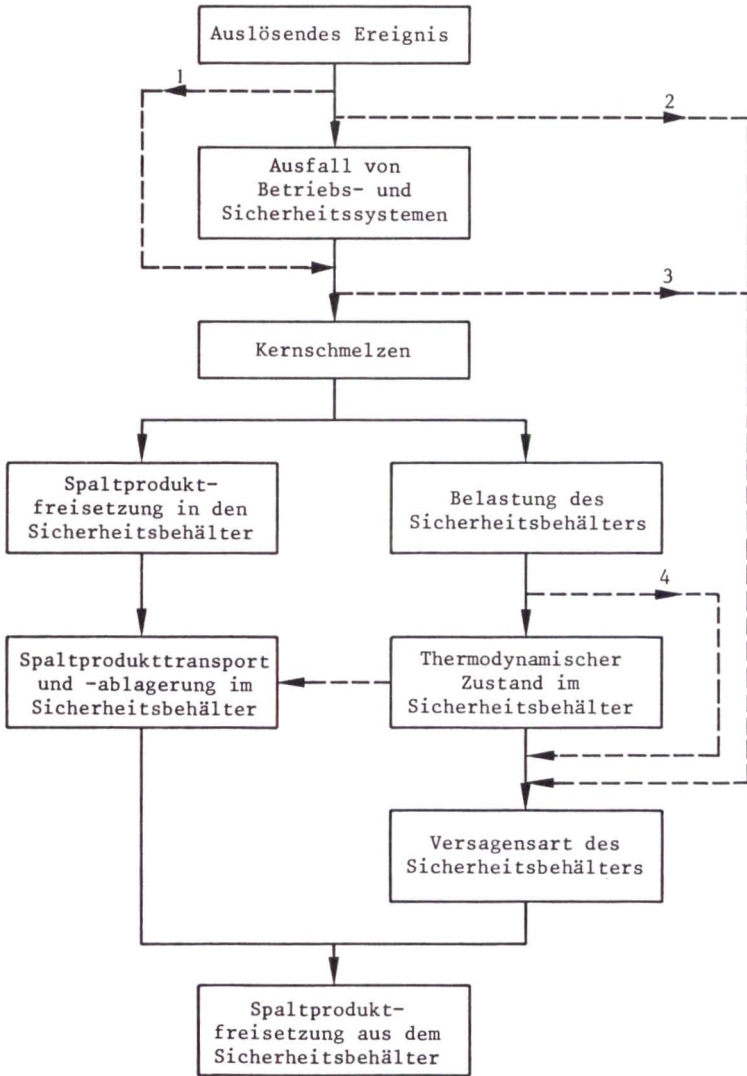 Auslösendes Ereignis
1
2
Ausfall von
Betriebs- und
Sicherheitssystemen
3
Kernschmelzen
Spaltprodukt-
freisetzung in den
Sicherheitsbehälter
Belastung des
Sicherheitsbehälters
4
Spaltprodukttransport
und -ablagerung im
Sicherheitsbehälter
Thermodynamischer
Zustand im
Sicherheitsbehälter
Versagensart des
Sicherheitsbehälters
Spaltprodukt-
freisetzung aus dem
Sicherheitsbehälter